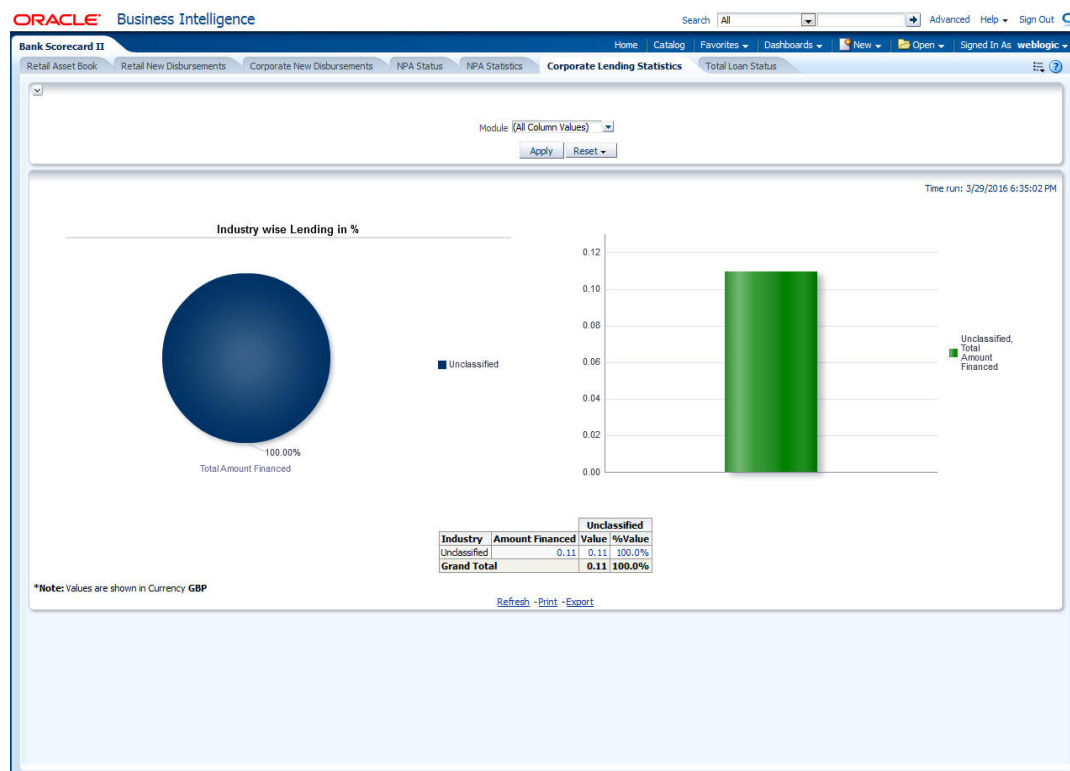 ORACLE Business Intelligence
Search All Advanced Help Sign Out
Bank Scorecard II
Home Catalog Favorites Dashboards New Open Signed In As weblogic
Retail Asset Book Retail New Disbursements Corporate New Disbursements NPA Status NPA Statistics Corporate Lending Statistics Total Loan Status
Module (All Column Values)
Apply Reset
Time run: 3/29/2016 6:35:02 PM
Industry wise Lending in %
Unclassified
100.00%
Total Amount Financed
0.12
0.10
0.08
0.06
0.04
0.02
0.00
Unclassified,
Total
Amount
Financed
Unclassified
Industry Amount Financed Value %Value
Unclassified 0.11 0.11 100.0%
Grand Total 0.11 100.0%
*Note: Values are shown in Currency GBP
Refresh -Print -Export